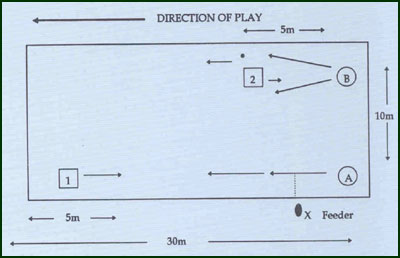 DIRECTION OF PLAY
5m
2
B
10m
1
A
5m
X Feeder
30m